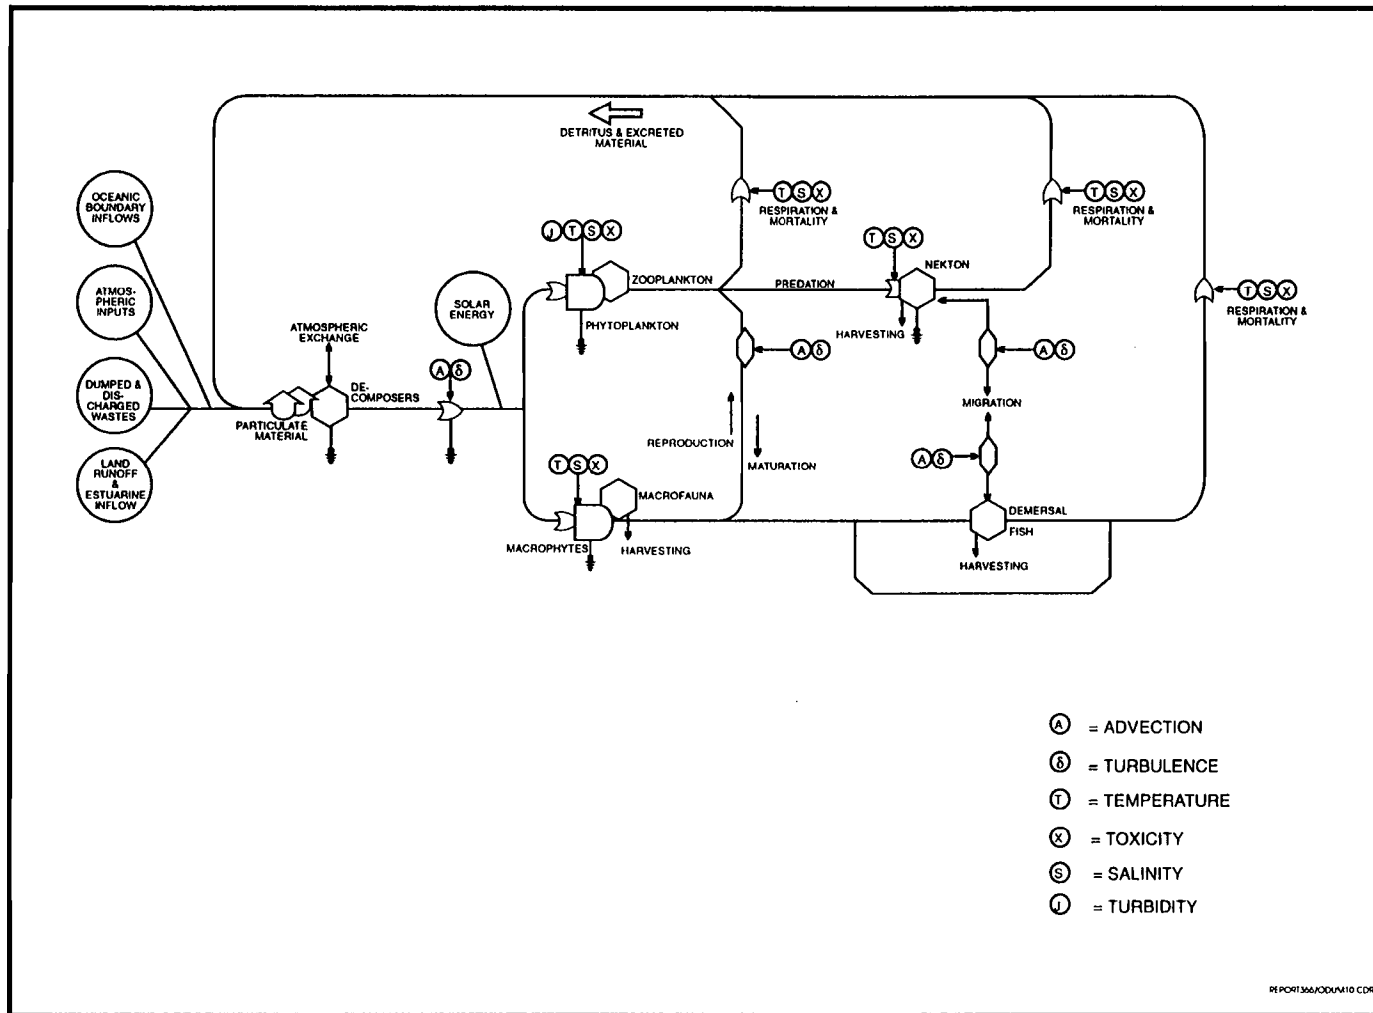 DETRITUS & EXCRETED
MATERIAL
OCEANIC
BOUNDARY
INFLOWS
ATMOS-
PHERIC
INPUTS
DUMPED &
DIS-
CHARGED
WASTES
LAND
RUNOFF
&
ESTUARINE
INFLOW
ATMOSPHERIC
EXCHANGE
DE-
COMPOSERS
PARTICULATE
MATERIAL
A δ
SOLAR
ENERGY
J T S X
ZOOPLANKTON
PHYTOPLANKTON
T S X
MACROFAUNA
MACROPHYTES
HARVESTING
T S X
RESPIRATION &
MORTALITY
PREDATION
A δ
REPRODUCTION
MATURATION
T S X
NEKTON
HARVESTING
A δ
MIGRATION
A δ
DEMERSAL
FISH
HARVESTING
T S X
RESPIRATION &
MORTALITY
T S X
RESPIRATION &
MORTALITY
A = ADVECTION
δ = TURBULENCE
T = TEMPERATURE
X = TOXICITY
S = SALINITY
J = TURBIDITY